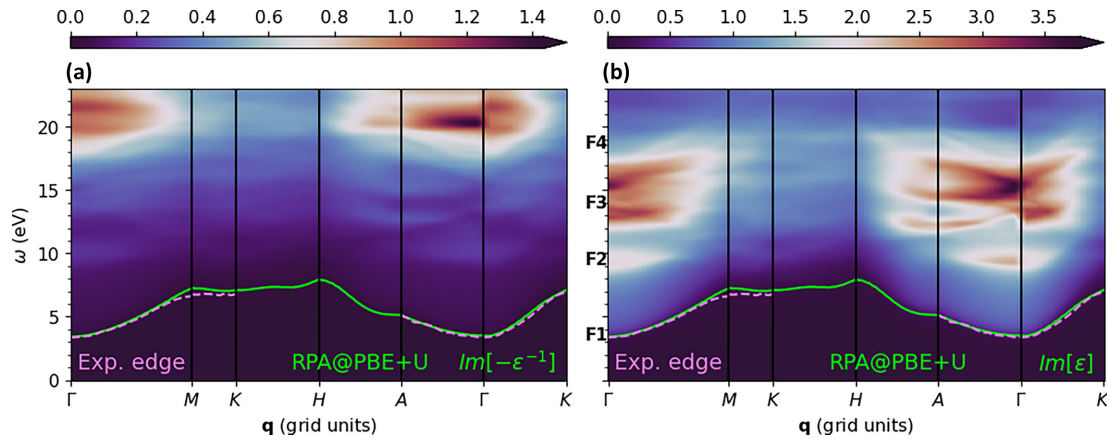 0.0 0.2 0.4 0.6 0.8 1.0 1.2 1.4
0.0 0.5 1.0 1.5 2.0 2.5 3.0 3.5
(a)
(b)
20
15
10
5
0
ω (eV)
F4
F3
F2
F1
Exp. edge RPA@PBE+U Im[-ε⁻¹]
Exp. edge RPA@PBE+U Im[ε]
Γ M K H A Γ K
Γ M K H A Γ K
q (grid units)
q (grid units)